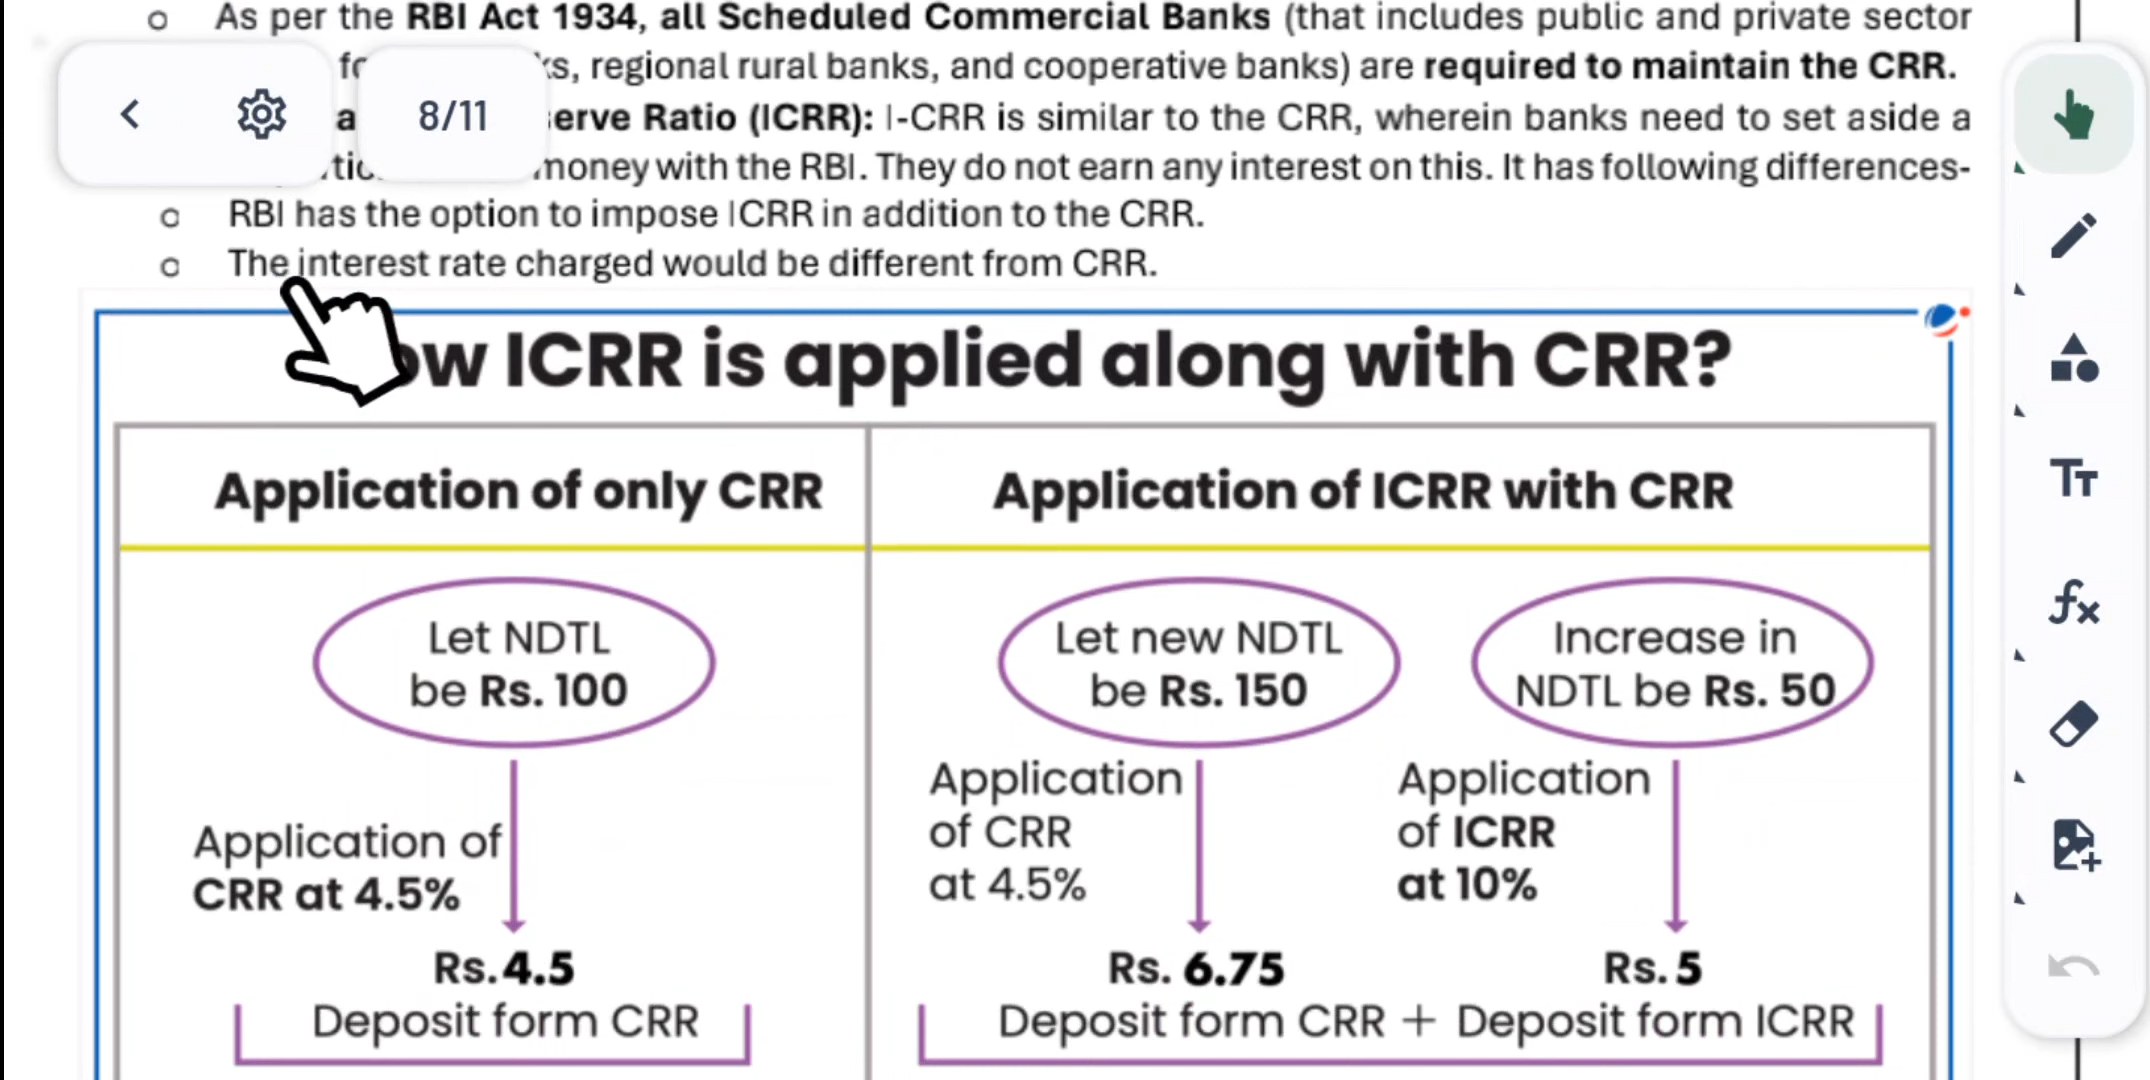 o As per the RBI Act 1934, all Scheduled Commercial Banks (that includes public and private sector
regional rural banks, and cooperative banks) are required to maintain the CRR.
Ratio (ICRR): I-CRR is similar to the CRR, wherein banks need to set aside a
money with the RBI. They do not earn any interest on this. It has following differences-
o RBI has the option to impose ICRR in addition to the CRR.
o The interest rate charged would be different from CRR.
8/11
ICRR is applied along with CRR?
Application of only CRR
Let NDTL
be Rs. 100
Application of
CRR at 4.5%
Rs.4.5
Deposit form CRR
Application of ICRR with CRR
Let new NDTL
be Rs. 150
Application
of CRR
at 4.5%
Rs. 6.75
Increase in
NDTL be Rs. 50
Application
of ICRR
at 10%
Rs. 5
Deposit form CRR + Deposit form ICRR
Tт
fx